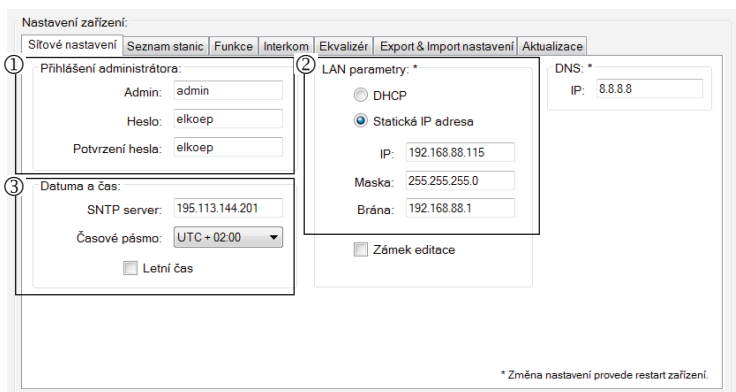 Nastavení zařízení:
Síťové nastavení Seznam stanic Funkce Interkom Ekvalizér Export & Import nastavení Aktualizace
①
Přihlášení administrátora:
Admin: admin
Heslo: elkoep
Potvrzení hesla: elkoep
②
LAN parametry: *
DHCP
Statická IP adresa
IP: 192.168.88.115
Maska: 255.255.255.0
Brána: 192.168.88.1
Zámek editace
DNS: *
IP: 8.8.8.8
③
Datuma a čas:
SNTP server: 195.113.144.201
Časové pásmo: UTC + 02:00
Letní čas
* Změna nastavení provede restart zařízení.